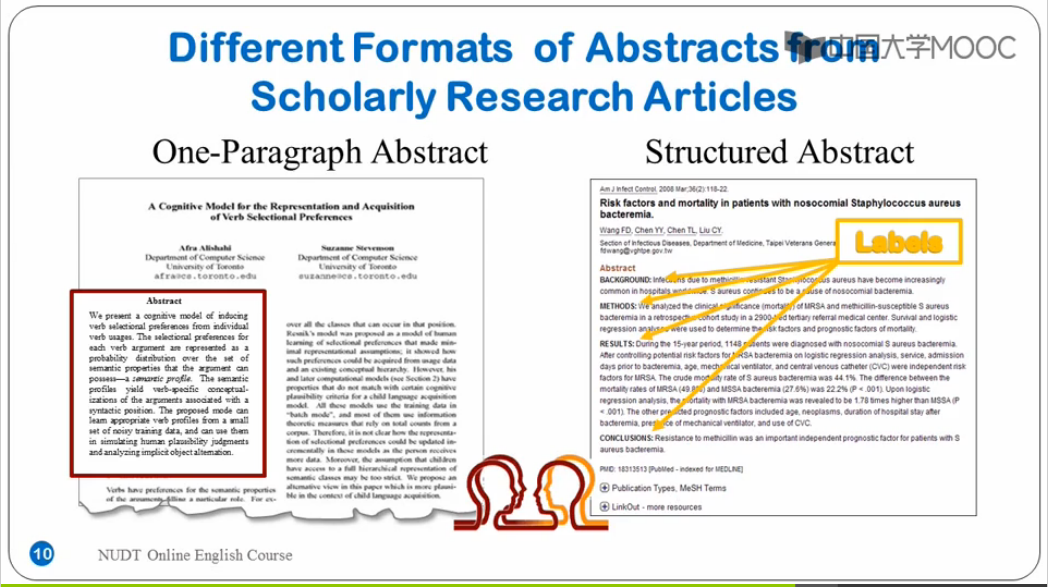 Different Formats of Abstracts from
中国大学MOOC
Scholarly Research Articles
One-Paragraph Abstract
Structured Abstract
A Cognitive Model for the Representation and Acquisition
of Verb Selectional Preferences
Afra Alishahi
Department of Computer Science
University of Toronto
afra@cs.toronto.edu
Suzanne Stevenson
Department of Computer Science
University of Toronto
suzanne@cs.toronto.edu
Abstract
We present a cognitive model of inducing
verb selectional preferences from individual
verb usages. The selectional preferences for
each verb argument are represented as a
probability distribution over the set of
semantic properties that the argument can
possess—a semantic profile. The semantic
profiles yield verb-specific conceptual-
izations of the arguments associated with a
syntactic position. The proposed mode can
learn appropriate verb profiles from a small
set of noisy training data, and can use them
in simulating human plausibility judgments
and analyzing implicit object alternation.
Verbs have preferences for the semantic properties
of the arguments filling a particular role. For ex-
over all the classes that can occur in that position.
Resnik's model was proposed as a model of human
learning of selectional preferences that made min-
imal representational assumptions; it showed how
such preferences could be acquired from usage data
and an existing conceptual hierarchy. However, his
and later computational models (see Section 2) have
properties that do not match with certain cognitive
plausibility criteria for a child language acquisition
model. All these models use the training data in
"batch mode", and most of them use information
theoretic measures that rely on total counts from a
corpus. Therefore, it is not clear how the representa-
tion of selectional preferences could be updated in-
crementally in these models as the person receives
more data. Moreover, the assumption that children
have access to a full hierarchical representation of
semantic classes may be too strict. We propose an
alternative view in this paper which is more plausi-
ble in the context of child language acquisition.
Am J Infect Control. 2008 Mar;36(2):118-22.
Risk factors and mortality in patients with nosocomial Staphylococcus aureus
bacteremia.
Wang FD, Chen YY, Chen TL, Liu CY.
Section of Infectious Diseases, Department of Medicine, Taipei Veterans Genera
fdwang@vghtpe.gov.tw
Labels
Abstract
BACKGROUND: Infections due to methicillin-resistant Staphylococcus aureus have become increasingly
common in hospitals worldwide. S aureus continues to be a cause of nosocomial bacteremia.
METHODS: We analyzed the clinical significance (mortality) of MRSA and methicillin-susceptible S aureus
bacteremia in a retrospective cohort study in a 2900-bed tertiary referral medical center. Survival and logistic
regression analyses were used to determine the risk factors and prognostic factors of mortality.
RESULTS: During the 15-year period, 1148 patients were diagnosed with nosocomial S aureus bacteremia.
After controlling potential risk factors for MRSA bacteremia on logistic regression analysis, service, admission
days prior to bacteremia, age, mechanical ventilator, and central venous catheter (CVC) were independent risk
factors for MRSA. The crude mortality rate of S aureus bacteremia was 44.1%. The difference between the
mortality rates of MRSA (49.8%) and MSSA bacteremia (27.6%) was 22.2% (P < .001). Upon logistic
regression analysis, the mortality with MRSA bacteremia was revealed to be 1.78 times higher than MSSA (P
< .001). The other predicted prognostic factors included age, neoplasms, duration of hospital stay after
bacteremia, presence of mechanical ventilator, and use of CVC.
CONCLUSIONS: Resistance to methicillin was an important independent prognostic factor for patients with S
aureus bacteremia.
PMID: 18313513 [PubMed - indexed for MEDLINE]
Publication Types, MeSH Terms
LinkOut - more resources
10
NUDT Online English Course